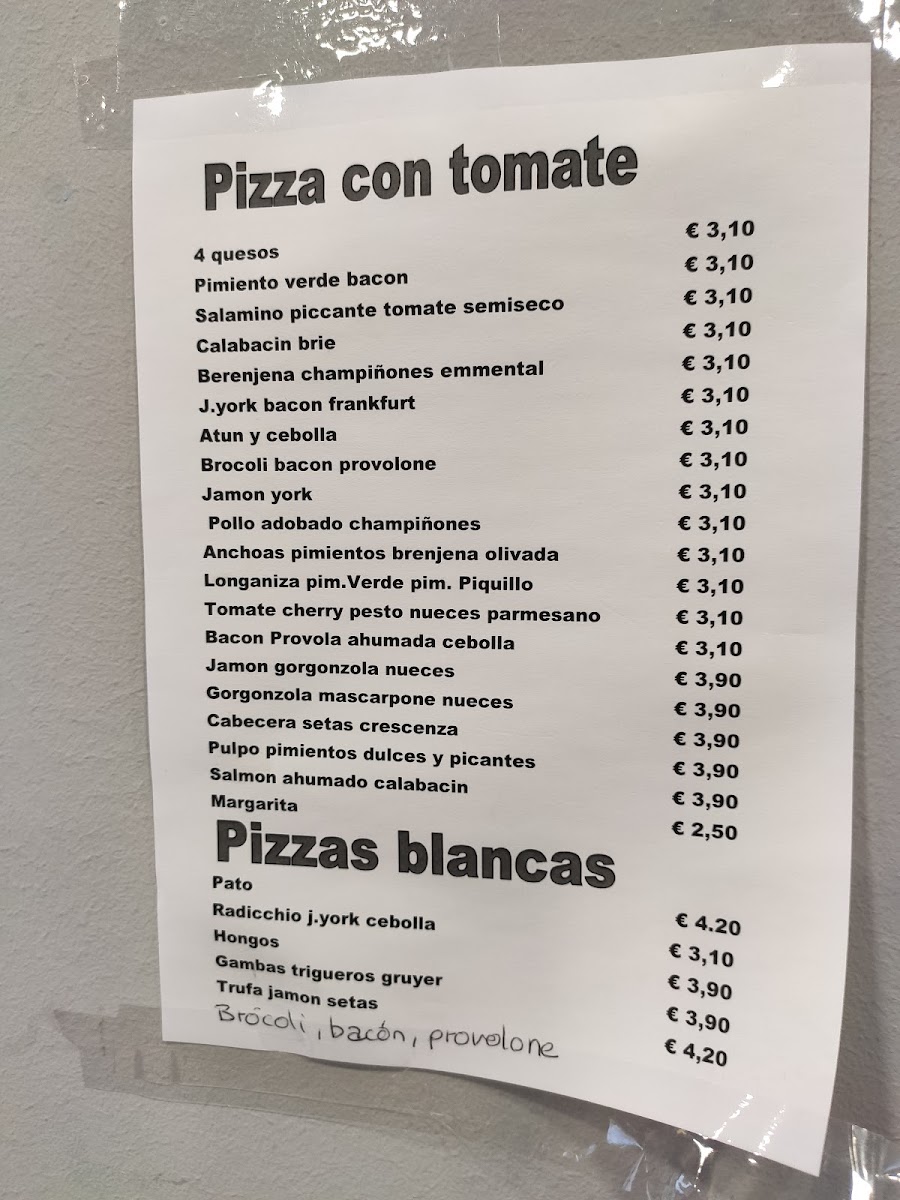 Pizza con tomate
4 quesos € 3,10
Pimiento verde bacon € 3,10
Salamino piccante tomate semiseco € 3,10
Calabacin brie € 3,10
Berenjena champiñones emmental € 3,10
J.york bacon frankfurt € 3,10
Atun y cebolla € 3,10
Brocoli bacon provolone € 3,10
Jamon york € 3,10
Pollo adobado champiñones € 3,10
Anchoas pimientos brenjena olivada € 3,10
Longaniza pim.Verde pim. Piquillo € 3,10
Tomate cherry pesto nueces parmesano € 3,10
Bacon Provola ahumada cebolla € 3,10
Jamon gorgonzola nueces € 3,90
Gorgonzola mascarpone nueces € 3,90
Cabecera setas crescenza € 3,90
Pulpo pimientos dulces y picantes € 3,90
Salmon ahumado calabacin € 3,90
Margarita € 2,50
Pizzas blancas
Pato € 4.20
Radicchio j.york cebolla € 3,10
Hongos € 3,90
Gambas trigueros gruyer € 3,90
Trufa jamon setas € 4,20
Brócoli, bacón, provolone